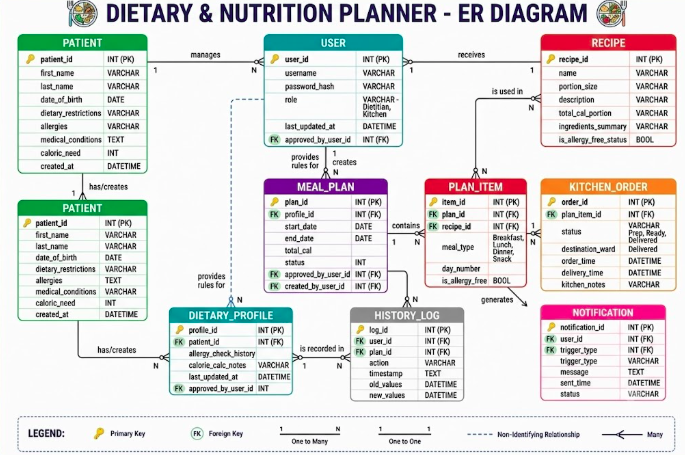 DIETARY & NUTRITION PLANNER - ER DIAGRAM
PATIENT
patient_id INT (PK)
first_name VARCHAR
last_name VARCHAR
date_of_birth DATE
dietary_restrictions VARCHAR
allergies VARCHAR
medical_conditions TEXT
caloric_need INT
created_at DATETIME
manages
1 N
USER
user_id INT (PK)
username VARCHAR
password_hash VARCHAR
role VARCHAR -
Dietitian,
Kitchen
last_updated_at DATETIME
FK approved_by_user_id INT (FK)
receives
1 1
RECIPE
recipe_id INT (PK)
name VARCHAR
portion_size VARCHAR
description VARCHAR
total_cal_portion VARCHAR
ingredients_summary VARCHAR
is_allergy_free_status BOOL
is used in
N
N
1
has/creates
N
provides
rules for
1
creates
N
PATIENT
patient_id INT (PK)
first_name VARCHAR
last_name VARCHAR
date_of_birth DATE
dietary_restrictions VARCHAR
allergies TEXT
medical_conditions VARCHAR
caloric_need INT
created_at DATETIME
MEAL_PLAN
plan_id INT (PK)
FK profile_id INT (FK)
start_date DATE
end_date DATE
total_cal
status INT
FK approved_by_user_id INT (FK)
FK created_by_user_id INT (FK)
contains
1 N
PLAN_ITEM
item_id INT (PK)
FK plan_id INT (FK)
FK recipe_id INT (FK)
meal_type Breakfast,
Lunch,
Dinner,
Snack
day_number
is_allergy_free BOOL
1
N
KITCHEN_ORDER
order_id INT (PK)
FK plan_item_id INT (FK)
status VARCHAR
Prep, Ready,
Delivered
destination_ward Delivered
order_time DATETIME
delivery_time DATETIME
kitchen_notes VARCHAR
provides
rules for
N
generates
DIETARY_PROFILE
profile_id INT (PK)
FK patient_id INT (FK)
allergy_check_history
calorie_calc_notes VARCHAR
last_updated_at DATETIME
FK approved_by_user_id INT
has/creates
N
is recorded in
1 N
N
HISTORY_LOG
log_id INT (PK)
FK user_id INT (FK)
FK plan_id INT (FK)
action VARCHAR
timestamp TEXT
old_values DATETIME
new_values DATETIME
NOTIFICATION
notification_id INT (PK)
FK user_id INT (FK)
FK trigger_type INT (FK)
trigger_type VARCHAR
message TEXT
sent_time DATETIME
status VARCHAR
LEGEND:
Primary Key
FK Foreign Key
1 N
One to Many
1 1
One to One
Non-Identifying Relationship
Many